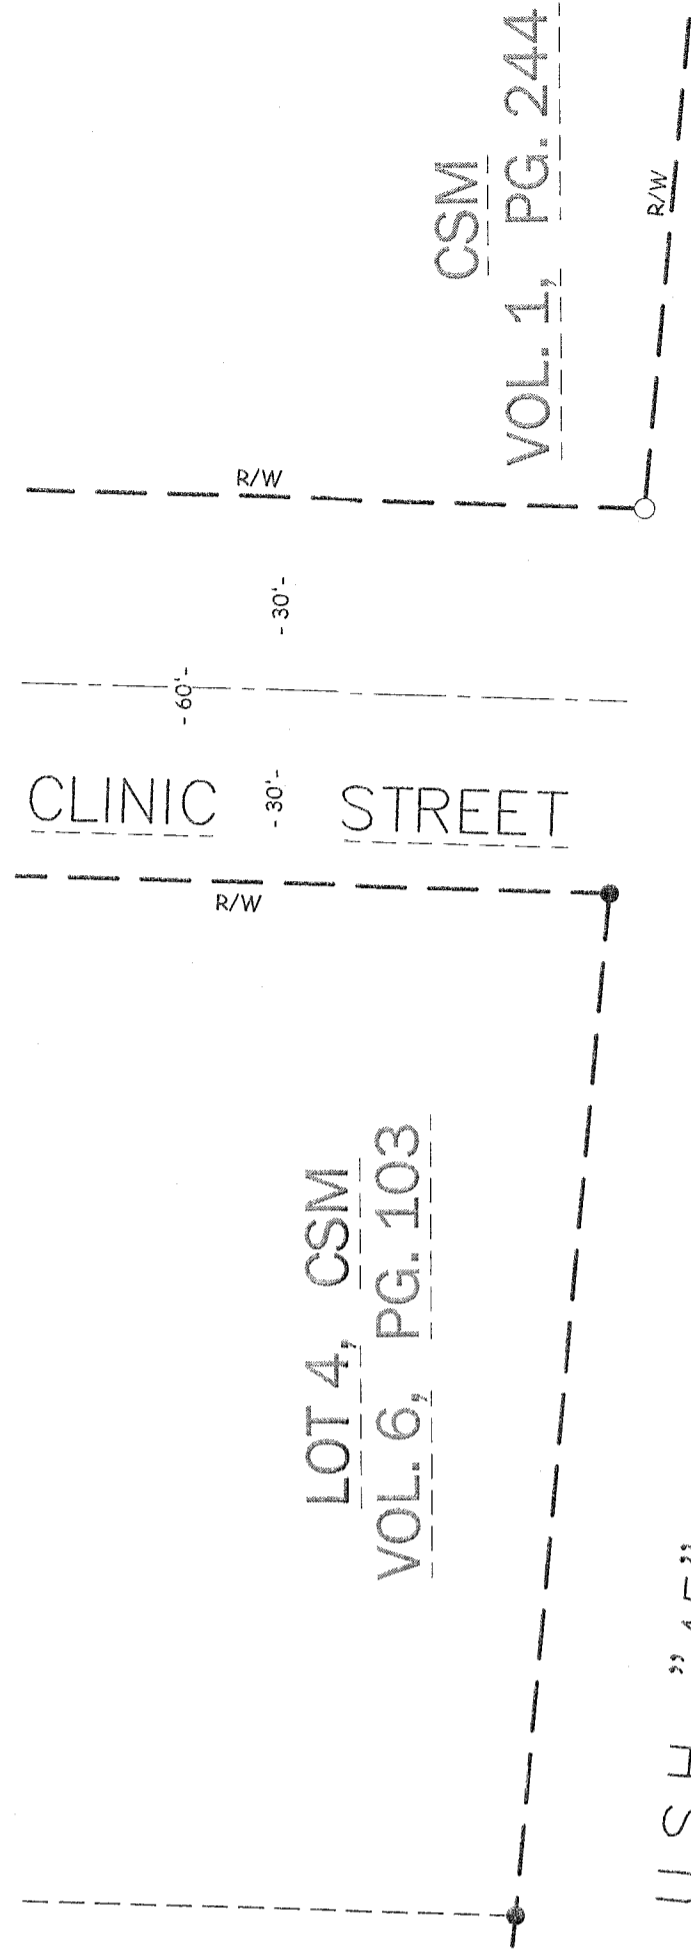 CSM
VOL. 1, PG. 244
R/W
R/W
-30'-
-60'-
CLINIC STREET
-30'-
R/W
LOT 4, CSM
VOL. 6, PG. 103